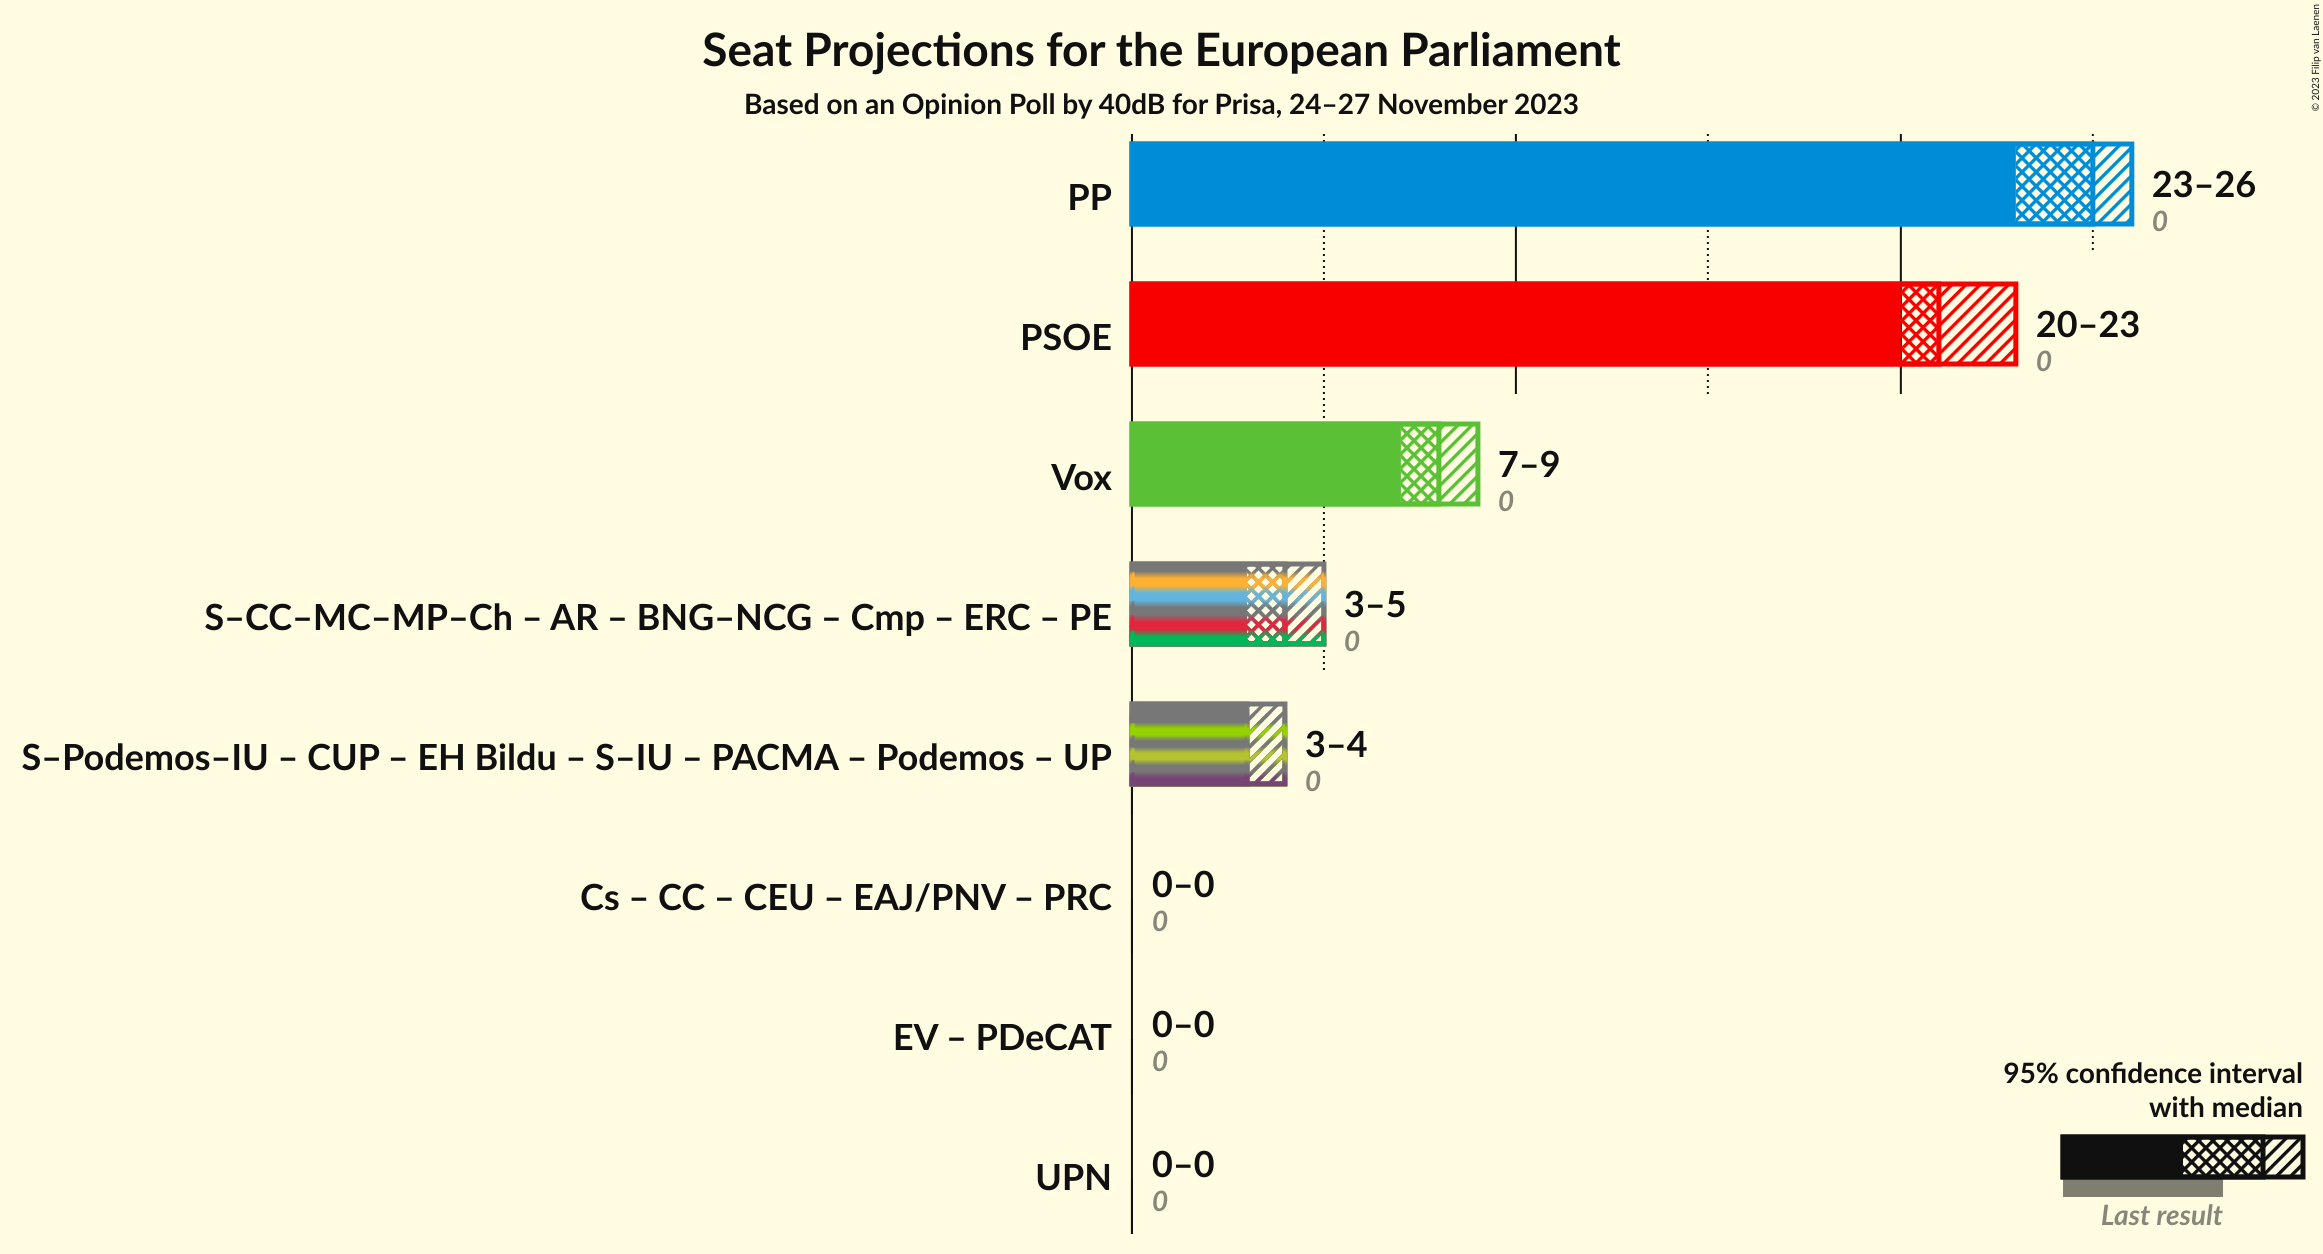 Seat Projections for the European Parliament
Based on an Opinion Poll by 40dB for Prisa, 24–27 November 2023
© 2023 Filip van Laenen
PP
23–26
0
PSOE
20–23
0
Vox
7–9
0
S–CC–MC–MP–Ch – AR – BNG–NCG – Cmp – ERC – PE
3–5
0
S–Podemos–IU – CUP – EH Bildu – S–IU – PACMA – Podemos – UP
3–4
0
Cs – CC – CEU – EAJ/PNV – PRC
0–0
0
EV – PDeCAT
0–0
0
UPN
0–0
0
95% confidence interval
with median
Last result